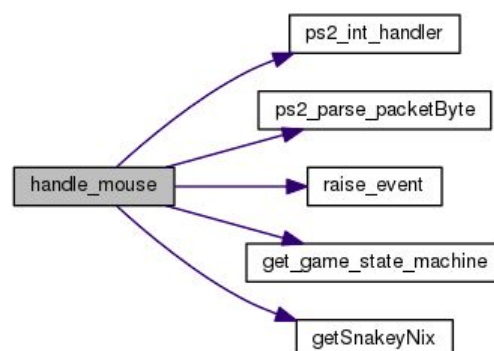 ps2_int_handler
ps2_parse_packetByte
handle_mouse
raise_event
get_game_state_machine
getSnakeyNix